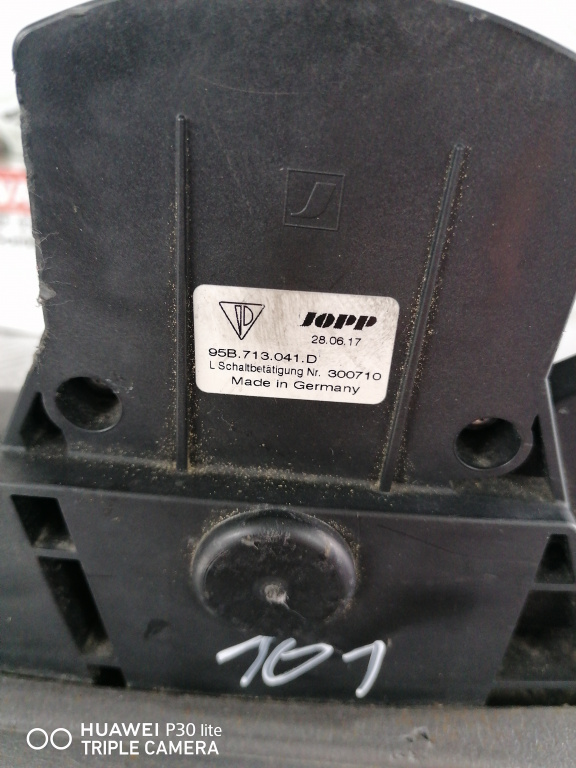 JOPP
28.06.17
95B.713.041.D
L Schaltbetätigung Nr. 300710
Made in Germany
101
HUAWEI P30 lite
TRIPLE CAMERA